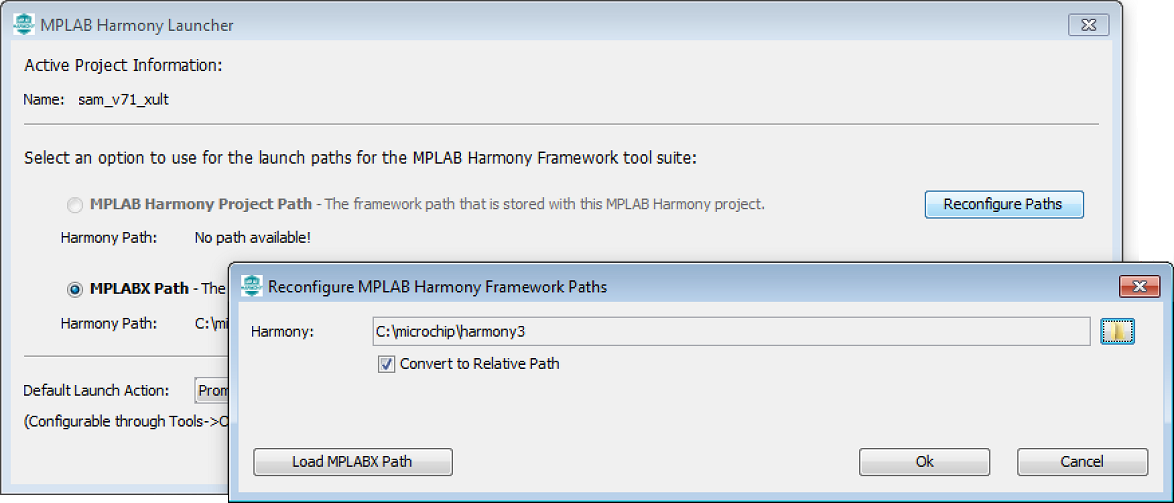 MPLAB Harmony Launcher
Active Project Information:
Name: sam_v71_xult
Select an option to use for the launch paths for the MPLAB Harmony Framework tool suite:
MPLAB Harmony Project Path - The framework path that is stored with this MPLAB Harmony project.
Reconfigure Paths
Harmony Path: No path available!
MPLABX Path - The
Harmony Path: C:\mi
Default Launch Action: Prom
(Configurable through Tools->O
Reconfigure MPLAB Harmony Framework Paths
Harmony: C:\microchip\harmony3
Convert to Relative Path
Load MPLABX Path
Ok
Cancel